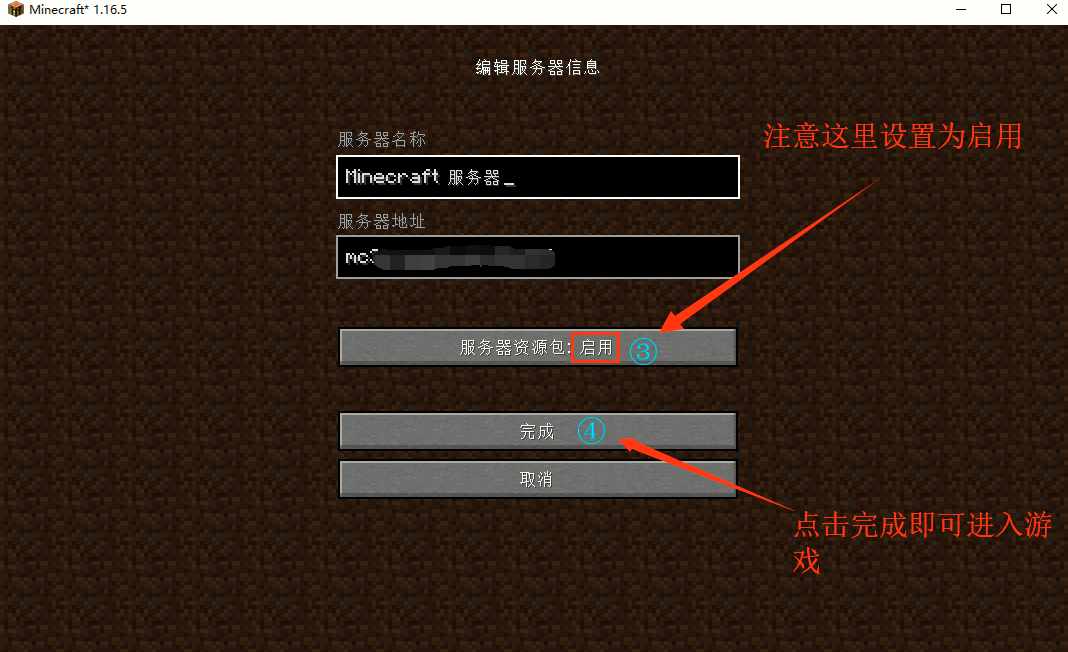 Minecraft* 1.16.5
编辑服务器信息
服务器名称
注意这里设置为启用
Minecraft 服务器_
服务器地址
mc
服务器资源包: 启用 ③
完成 ④
取消
点击完成即可进入游
戏